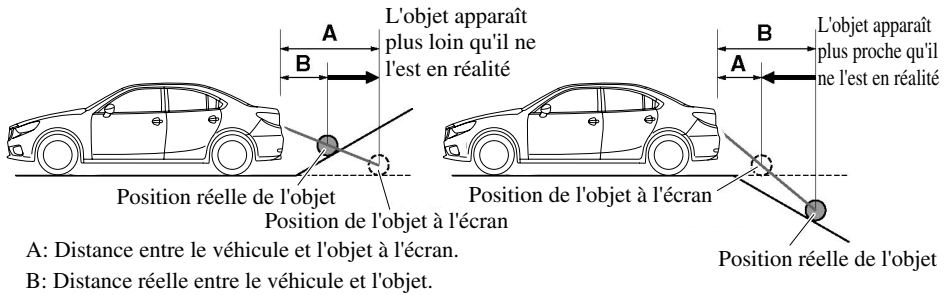 L'objet apparaît
plus loin qu'il ne
l'est en réalité
A
B
Position réelle de l'objet
Position de l'objet à l'écran
L'objet apparaît
plus proche qu'il
ne l'est en réalité
B
A
Position de l'objet à l'écran
Position réelle de l'objet
A: Distance entre le véhicule et l'objet à l'écran.
B: Distance réelle entre le véhicule et l'objet.